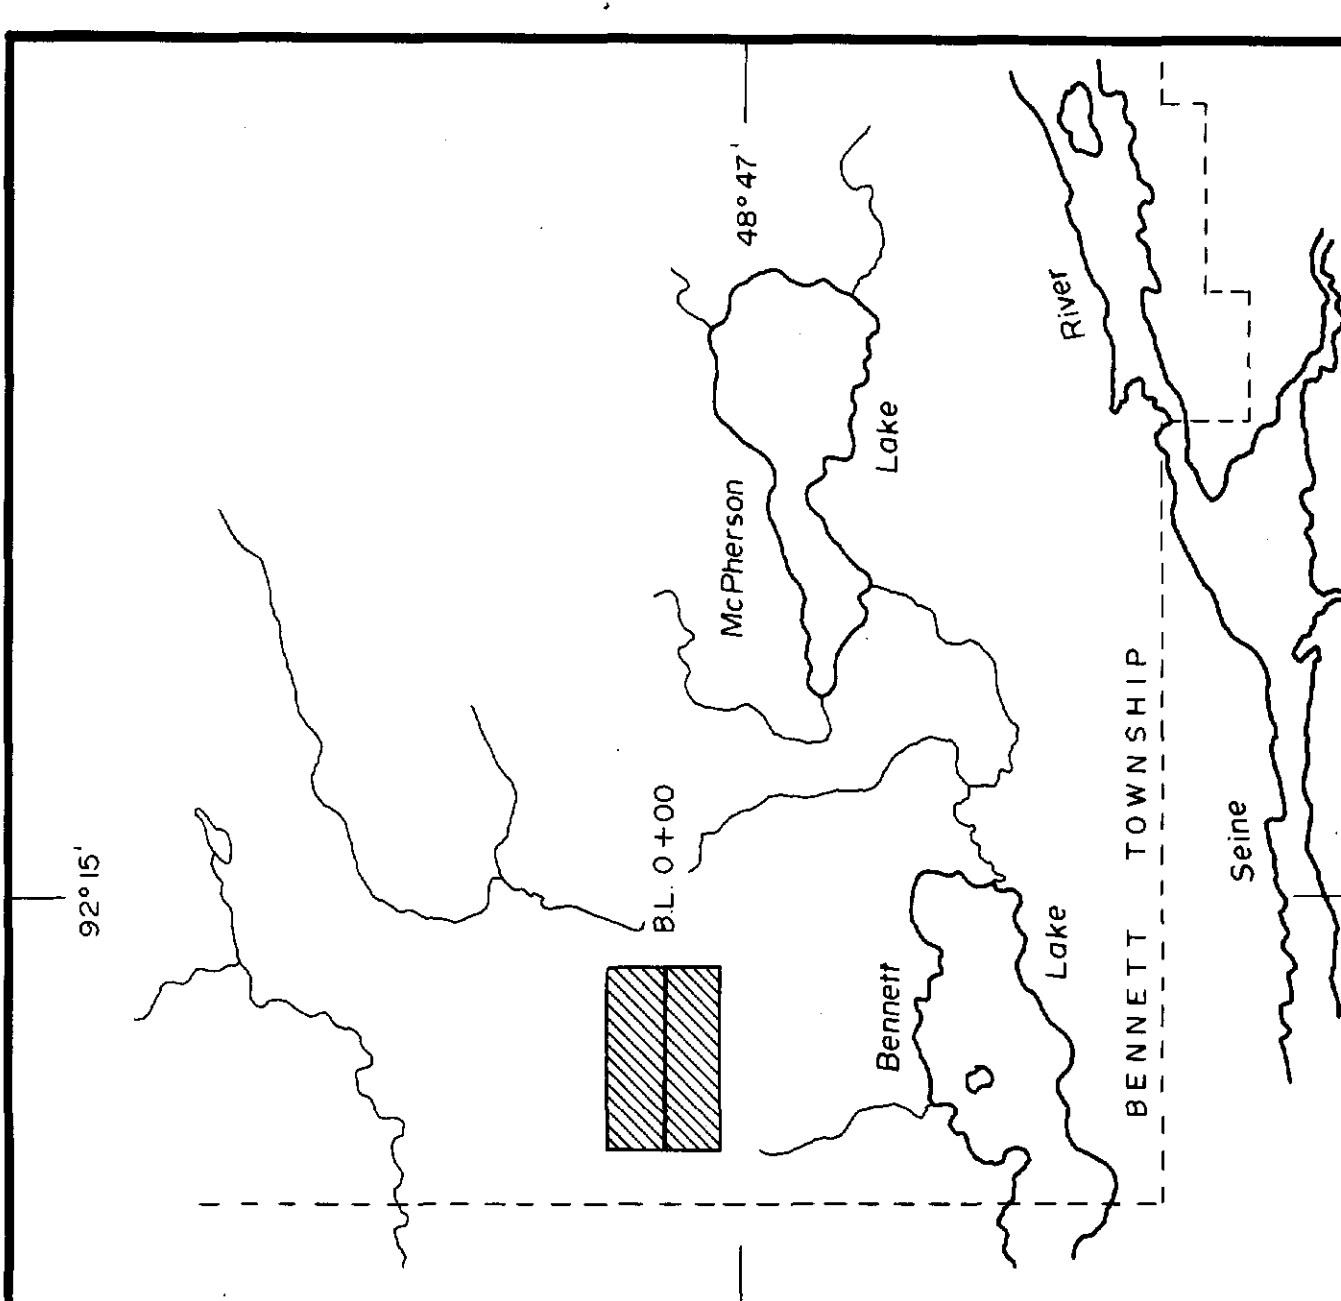 92°15'
48°47'
B.L. 0+00
McPherson
Lake
Bennett
Lake
River
BENNETT TOWNSHIP
Seine